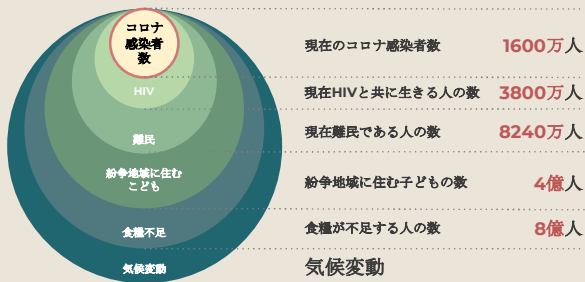 コロナ
感染者
数
現在のコロナ感染者数 1600万人
HIV
現在HIVと共に生きる人の数 3800万人
難民
現在難民である人の数 8240万人
紛争地域に住む
こども
紛争地域に住む子どもの数 4億人
食糧不足
食糧が不足する人の数 8億人
気候変動
気候変動